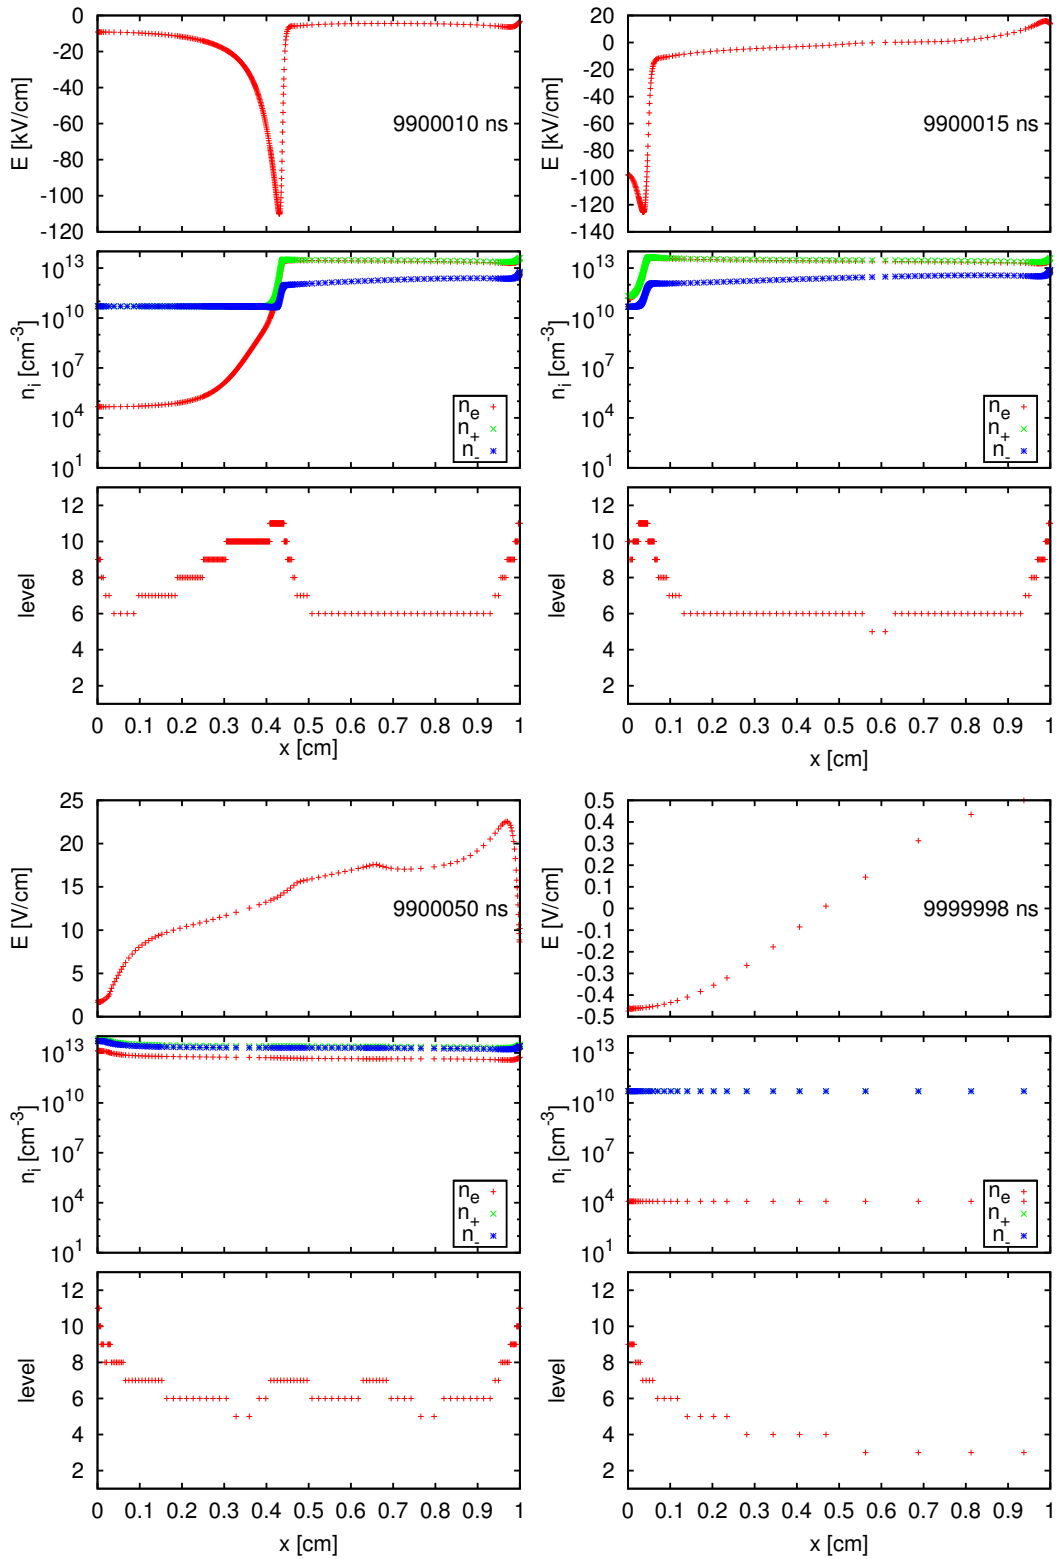 0
-20
-40
-60
-80
-100
-120
E [kV/cm]
9900010 ns
10^13
10^10
10^7
10^4
10^1
n_i [cm^-3]
n_e
n_+
n_-
12
10
8
6
4
2
level
0 0.1 0.2 0.3 0.4 0.5 0.6 0.7 0.8 0.9 1
x [cm]
20
0
-20
-40
-60
-80
-100
-120
-140
E [kV/cm]
9900015 ns
10^13
10^10
10^7
10^4
10^1
n_i [cm^-3]
n_e
n_+
n_-
12
10
8
6
4
2
level
0 0.1 0.2 0.3 0.4 0.5 0.6 0.7 0.8 0.9 1
x [cm]
25
20
15
10
5
0
E [V/cm]
9900050 ns
10^13
10^10
10^7
10^4
10^1
n_i [cm^-3]
n_e
n_+
n_-
12
10
8
6
4
2
level
0 0.1 0.2 0.3 0.4 0.5 0.6 0.7 0.8 0.9 1
x [cm]
0.5
0.4
0.3
0.2
0.1
0
-0.1
-0.2
-0.3
-0.4
-0.5
E [V/cm]
9999998 ns
10^13
10^10
10^7
10^4
10^1
n_i [cm^-3]
n_e
n_+
n_-
12
10
8
6
4
2
level
0 0.1 0.2 0.3 0.4 0.5 0.6 0.7 0.8 0.9 1
x [cm]